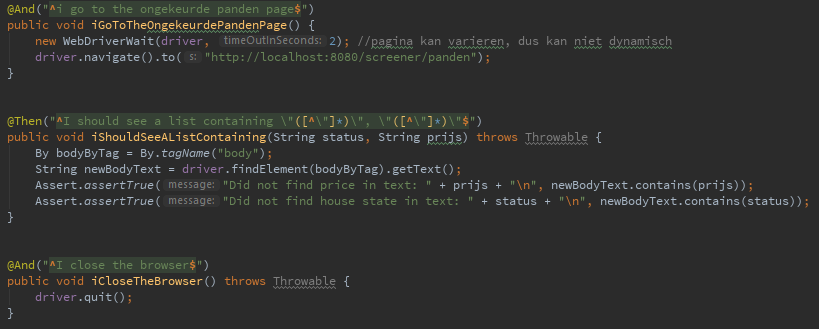 @And("^i go to the ongekeurde panden page$")
public void iGoToTheOngekeurdePandenPage() {
new WebDriverWait(driver, timeOutInSeconds: 2); //pagina kan varieren, dus kan niet dynamisch
driver.navigate().to( s: "http://localhost:8080/screener/panden");
}
@Then("^I should see a list containing \"([^\"]*)\", \"([^\"]*)\"$")
public void iShouldSeeAListContaining(String status, String prijs) throws Throwable {
By bodyByTag = By.tagName("body");
String newBodyText = driver.findElement(bodyByTag).getText();
Assert.assertTrue( message: "Did not find price in text: " + prijs + "\n", newBodyText.contains(prijs));
Assert.assertTrue( message: "Did not find house state in text: " + status + "\n", newBodyText.contains(status));
}
@And("^I close the browser$")
public void iCloseTheBrowser() throws Throwable {
driver.quit();
}